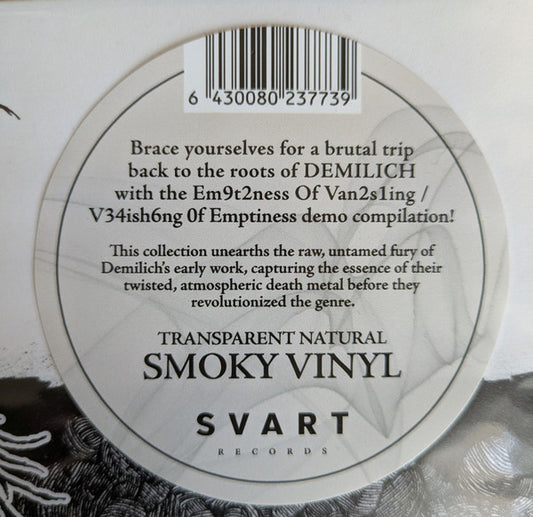 6 430080 237739
Brace yourselves for a brutal trip
back to the roots of DEMILICH
with the Em9t2ness Of Van2s1ing /
V34ish6ng 0f Emptiness demo compilation!
This collection unearths the raw, untamed fury of
Demilich's early work, capturing the essence of their
twisted, atmospheric death metal before they
revolutionized the genre.
TRANSPARENT NATURAL
SMOKY VINYL
SVART
RECORDS